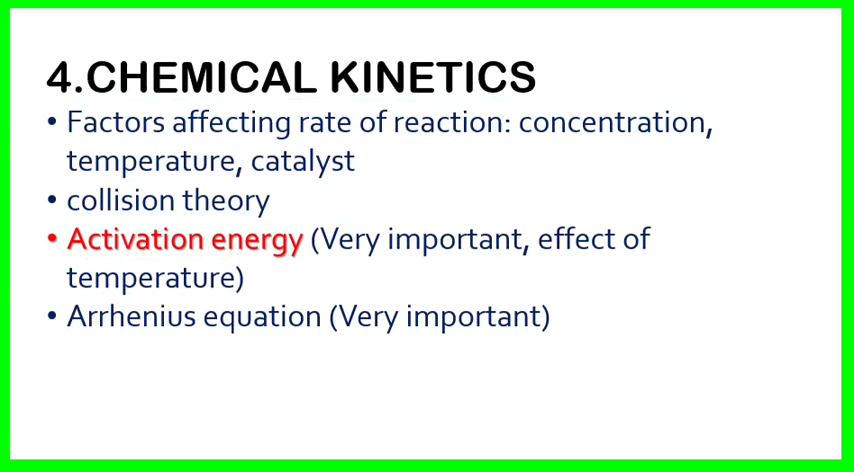 4.CHEMICAL KINETICS
• Factors affecting rate of reaction: concentration,
temperature, catalyst
• collision theory
• Activation energy (Very important, effect of
temperature)
• Arrhenius equation (Very important)